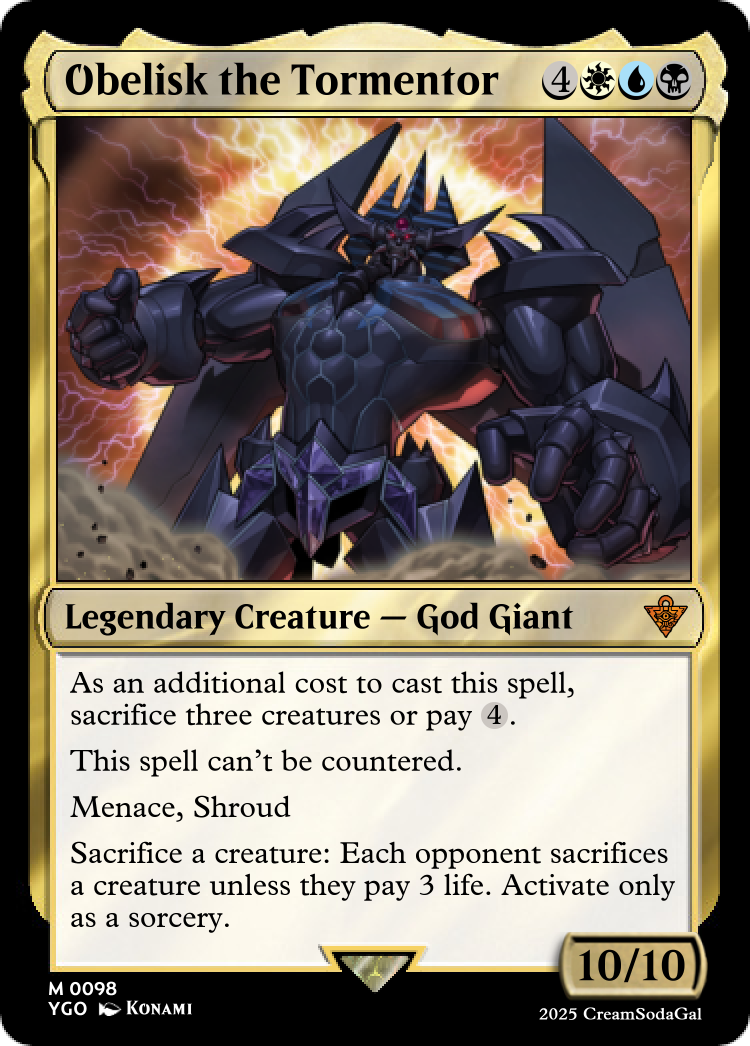 Obelisk the Tormentor 4
Legendary Creature — God Giant
As an additional cost to cast this spell,
sacrifice three creatures or pay 4.
This spell can't be countered.
Menace, Shroud
Sacrifice a creature: Each opponent sacrifices
a creature unless they pay 3 life. Activate only
as a sorcery.
10/10
M 0098
YGO KONAMI
2025 CreamSodaGal